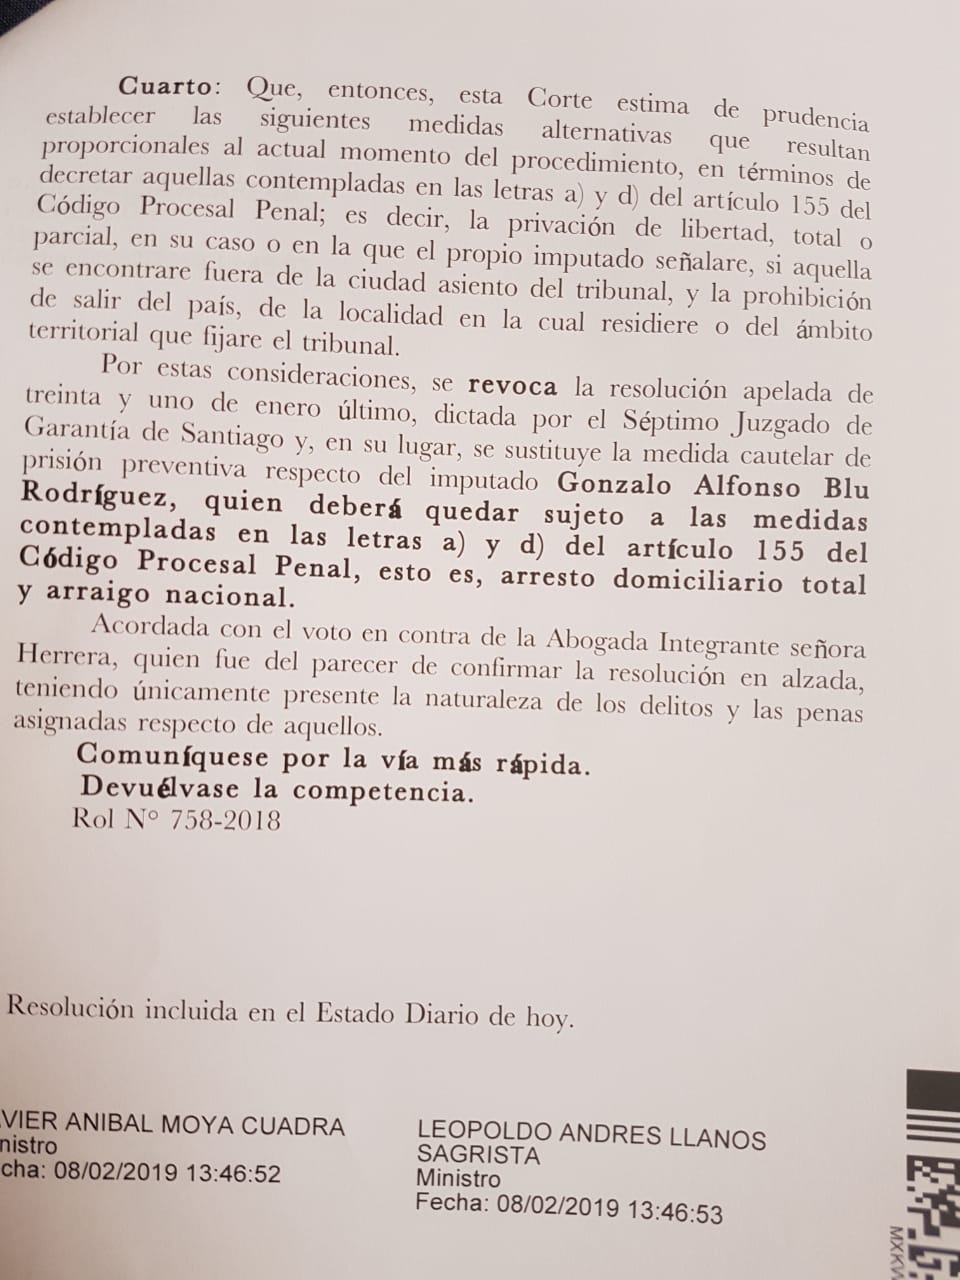 Cuarto: Que, entonces, esta Corte estima de prudencia
establecer las siguientes medidas alternativas que resultan
proporcionales al actual momento del procedimiento, en términos de
decretar aquellas contempladas en las letras a) y d) del artículo 155 del
Código Procesal Penal; es decir, la privación de libertad, total o
parcial, en su caso o en la que el propio imputado señalare, si aquella
se encontrare fuera de la ciudad asiento del tribunal, y la prohibición
de salir del país, de la localidad en la cual residiere o del ámbito
territorial que fijare el tribunal.
Por estas consideraciones, se revoca la resolución apelada de
treinta y uno de enero último, dictada por el Séptimo Juzgado de
Garantía de Santiago y, en su lugar, se sustituye la medida cautelar de
prisión preventiva respecto del imputado Gonzalo Alfonso Blu
Rodríguez, quien deberá quedar sujeto a las medidas
contempladas en las letras a) y d) del artículo 155 del
Código Procesal Penal, esto es, arresto domiciliario total
y arraigo nacional.
Acordada con el voto en contra de la Abogada Integrante señora
Herrera, quien fue del parecer de confirmar la resolución en alzada,
teniendo únicamente presente la naturaleza de los delitos y las penas
asignadas respecto de aquellos.
Comuníquese por la vía más rápida.
Devuélvase la competencia.
Rol N° 758-2018
Resolución incluida en el Estado Diario de hoy.
VIER ANIBAL MOYA CUADRA
nistro
cha: 08/02/2019 13:46:52
LEOPOLDO ANDRES LLANOS
SAGRISTA
Ministro
Fecha: 08/02/2019 13:46:53